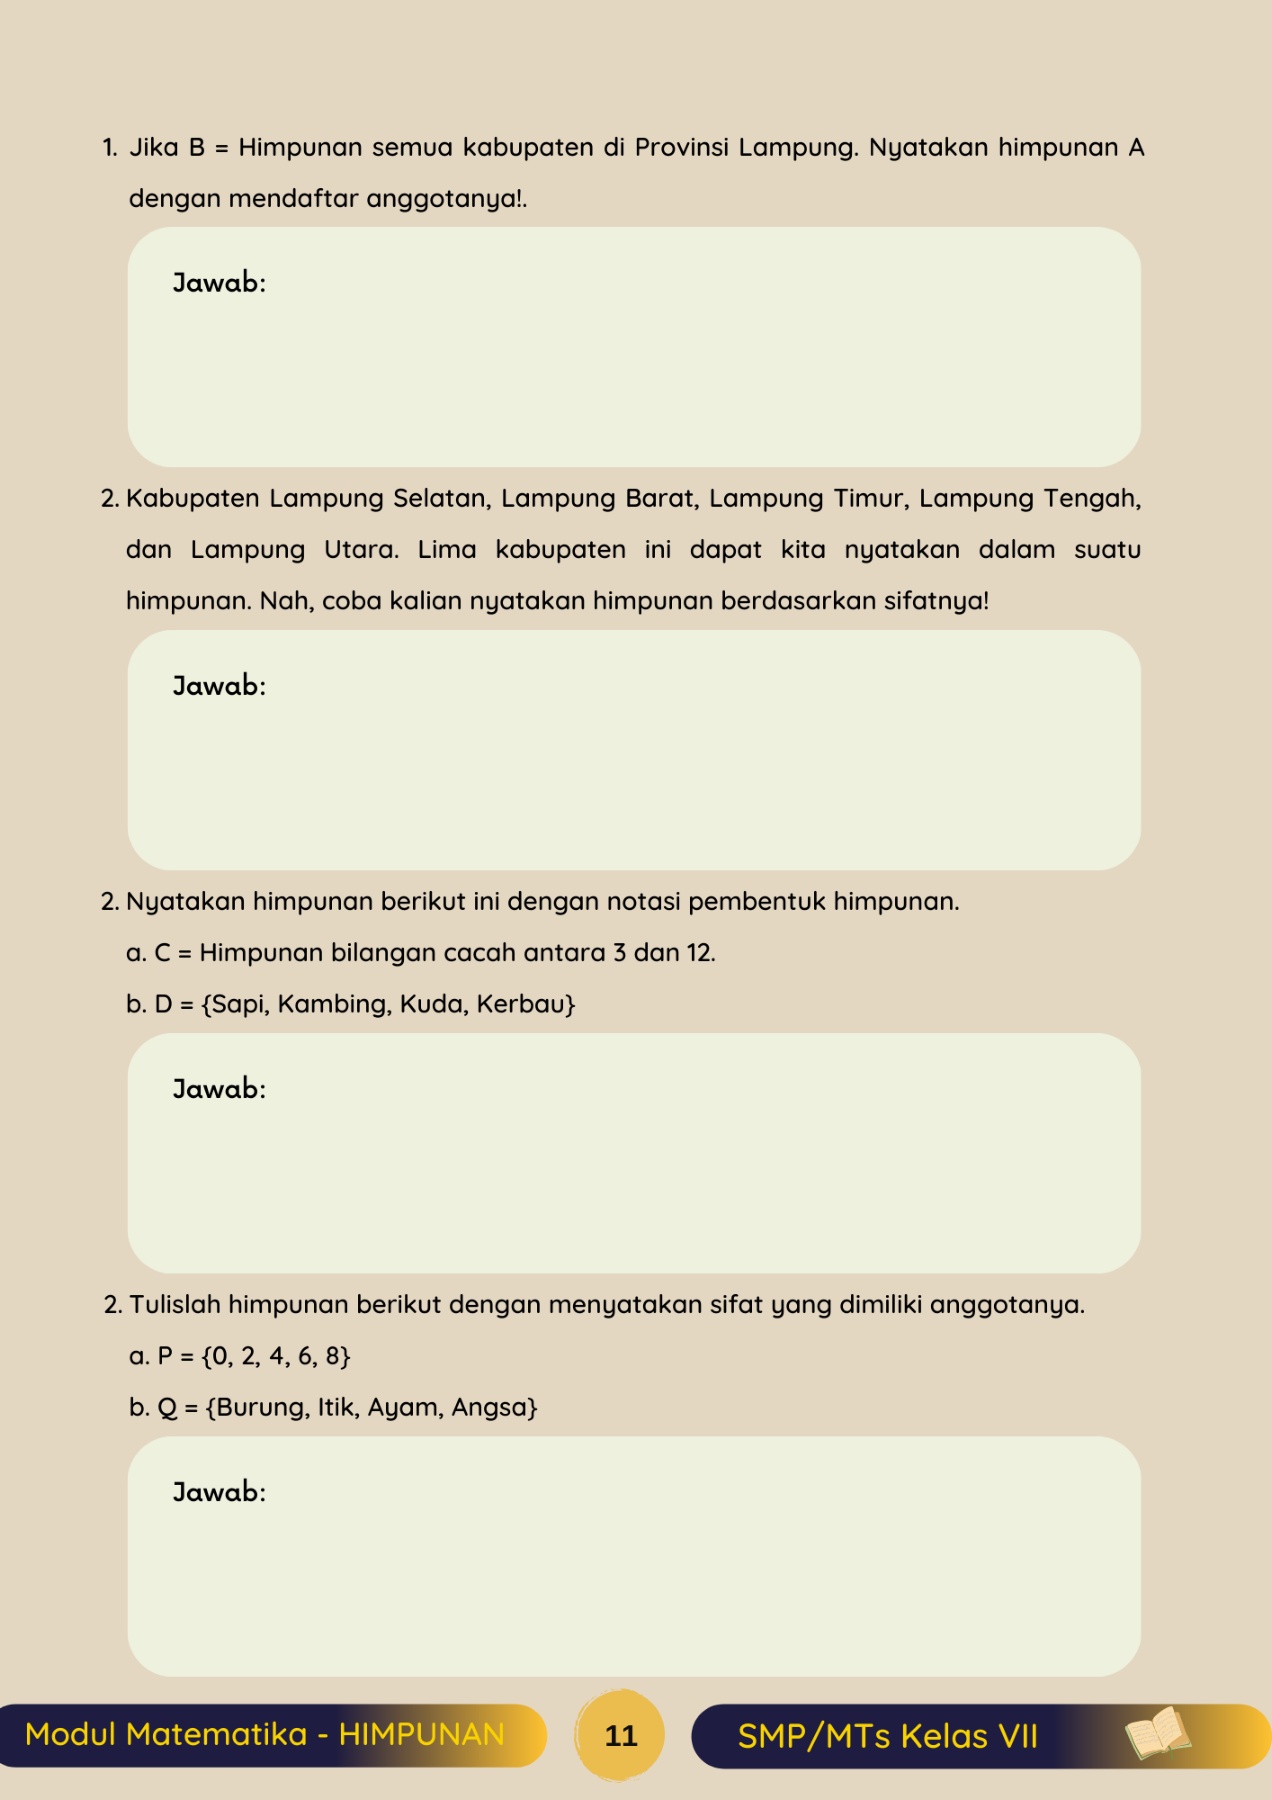 1. Jika B = Himpunan semua kabupaten di Provinsi Lampung. Nyatakan himpunan A
dengan mendaftar anggotanya!.
Jawab:
2. Kabupaten Lampung Selatan, Lampung Barat, Lampung Timur, Lampung Tengah,
dan Lampung Utara. Lima kabupaten ini dapat kita nyatakan dalam suatu
himpunan. Nah, coba kalian nyatakan himpunan berdasarkan sifatnya!
Jawab:
2. Nyatakan himpunan berikut ini dengan notasi pembentuk himpunan.
a. C = Himpunan bilangan cacah antara 3 dan 12.
b. D = {Sapi, Kambing, Kuda, Kerbau}
Jawab:
2. Tulislah himpunan berikut dengan menyatakan sifat yang dimiliki anggotanya.
a. P = {0, 2, 4, 6, 8}
b. Q = {Burung, Itik, Ayam, Angsa}
Jawab:
Modul Matematika - HIMPUNAN
11
SMP/MTs Kelas VII